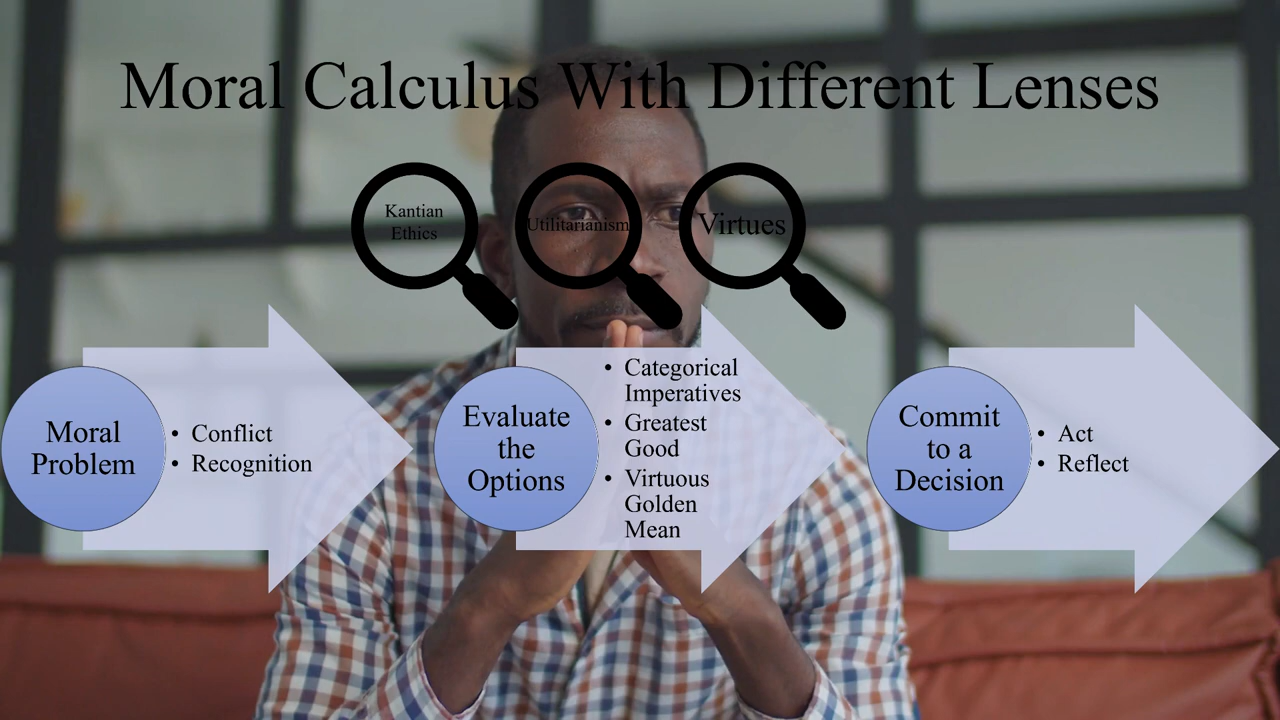 Moral Calculus With Different Lenses
Kantian
Ethics
Utilitarianism
Virtues
Moral
Problem
• Conflict
• Recognition
Evaluate
the
Options
• Categorical
Imperatives
• Greatest
Good
• Virtuous
Golden
Mean
Commit
to a
Decision
• Act
• Reflect